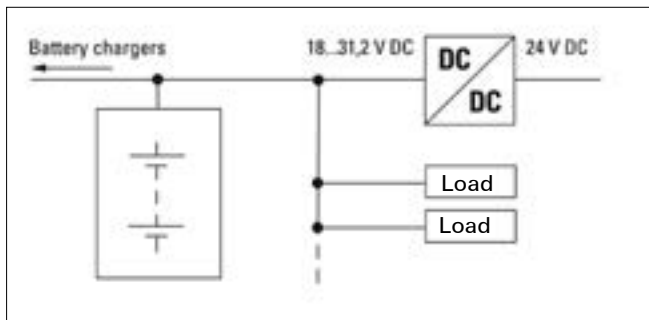 Battery chargers
18...31,2 V DC
DC
DC
24 V DC
Load
Load